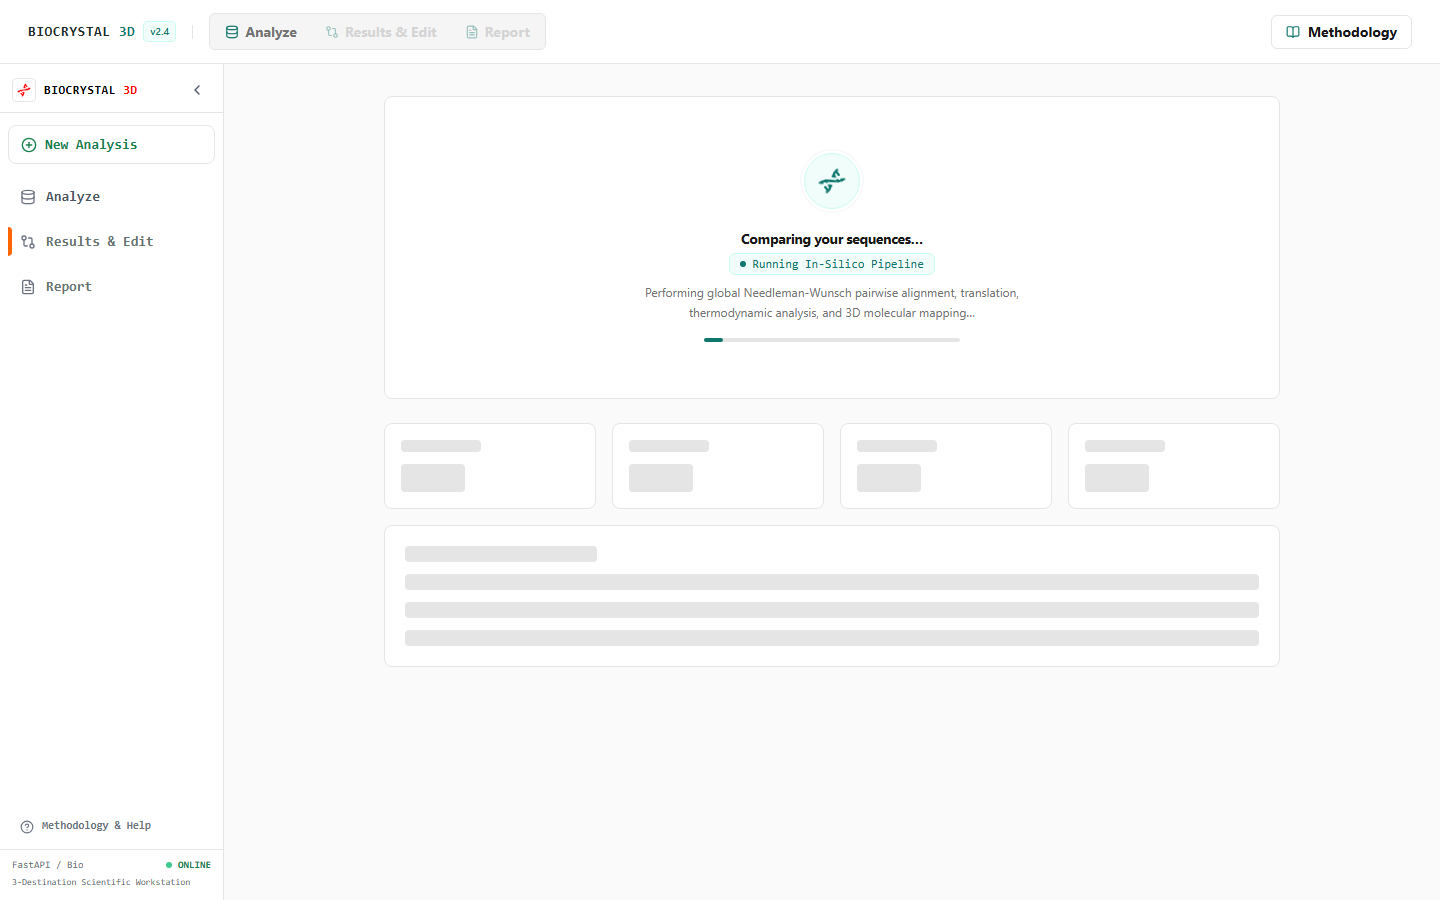 BIOCRYSTAL 3D v2.4 Analyze Results & Edit Report Methodology
BIOCRYSTAL 3D
New Analysis
Analyze
Results & Edit
Report
Comparing your sequences...
Running In-Silico Pipeline
Performing global Needleman-Wunsch pairwise alignment, translation,
thermodynamic analysis, and 3D molecular mapping...
Methodology & Help
FastAPI / Bio ONLINE
3-Destination Scientific Workstation